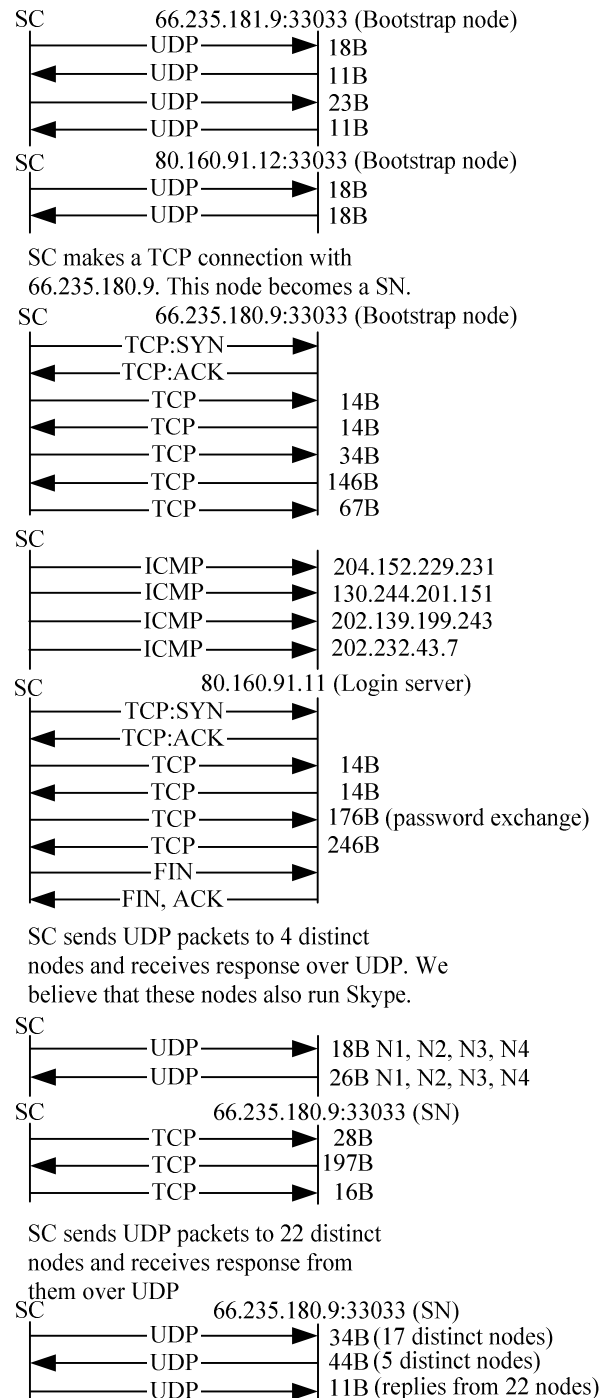 SC 66.235.181.9:33033 (Bootstrap node)
UDP 18B
UDP 11B
UDP 23B
UDP 11B
SC 80.160.91.12:33033 (Bootstrap node)
UDP 18B
UDP 18B
SC makes a TCP connection with
66.235.180.9. This node becomes a SN.
SC 66.235.180.9:33033 (Bootstrap node)
TCP:SYN
TCP:ACK
TCP 14B
TCP 14B
TCP 34B
TCP 146B
TCP 67B
SC
ICMP 204.152.229.231
ICMP 130.244.201.151
ICMP 202.139.199.243
ICMP 202.232.43.7
SC 80.160.91.11 (Login server)
TCP:SYN
TCP:ACK
TCP 14B
TCP 14B
TCP 176B (password exchange)
TCP 246B
FIN
FIN, ACK
SC sends UDP packets to 4 distinct
nodes and receives response over UDP. We
believe that these nodes also run Skype.
SC
UDP 18B N1, N2, N3, N4
UDP 26B N1, N2, N3, N4
SC 66.235.180.9:33033 (SN)
TCP 28B
TCP 197B
TCP 16B
SC sends UDP packets to 22 distinct
nodes and receives response from
them over UDP
SC 66.235.180.9:33033 (SN)
UDP 34B (17 distinct nodes)
UDP 44B (5 distinct nodes)
UDP 11B (replies from 22 nodes)